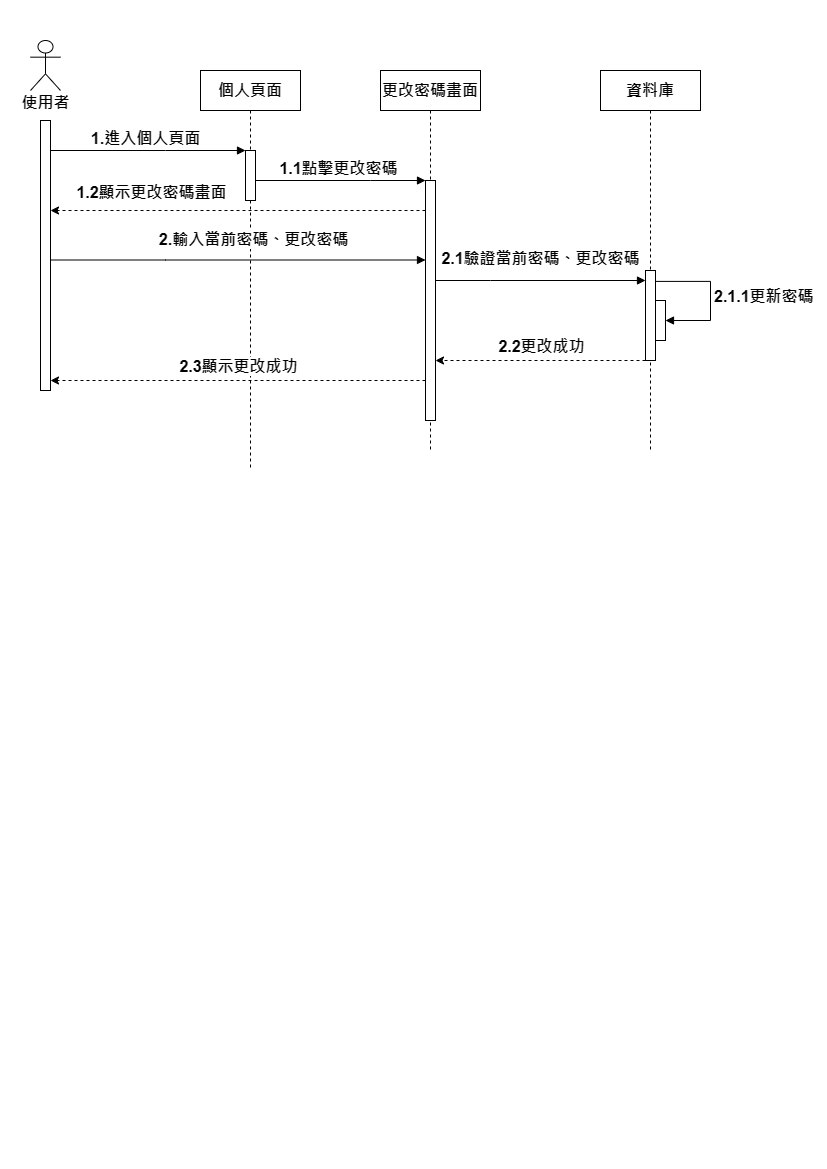 使用者
個人頁面
更改密碼畫面
資料庫
1.進入個人頁面
1.1點擊更改密碼
1.2顯示更改密碼畫面
2.輸入當前密碼、更改密碼
2.1驗證當前密碼、更改密碼
2.1.1更新密碼
2.2更改成功
2.3顯示更改成功